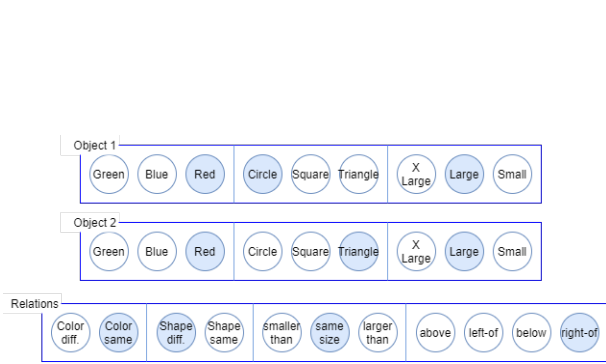 Object 1
Green Blue Red Circle Square Triangle X Large Large Small
Object 2
Green Blue Red Circle Square Triangle X Large Large Small
Relations
Color diff. Color same Shape diff. Shape same smaller than same size larger than above left-of below right-of